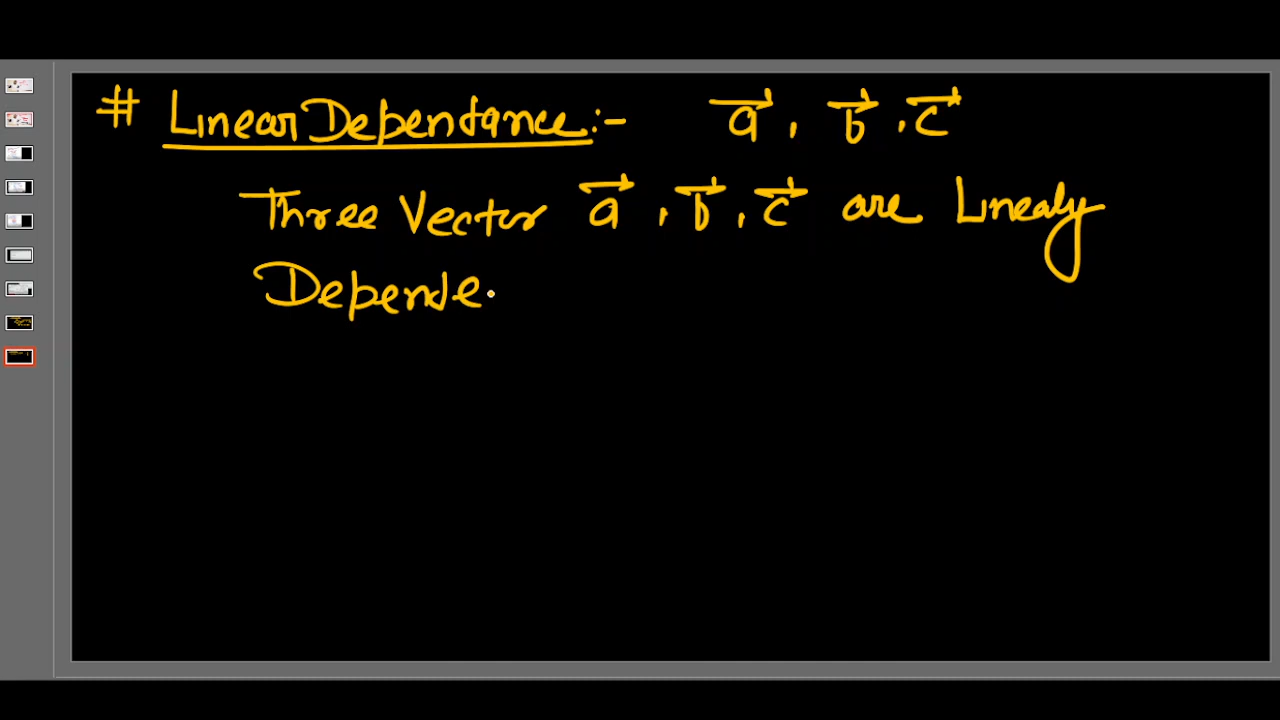 # Linear Dependance :- a⃗, b⃗, c⃗
Three Vector a⃗, b⃗, c⃗ are Linealy
Depende